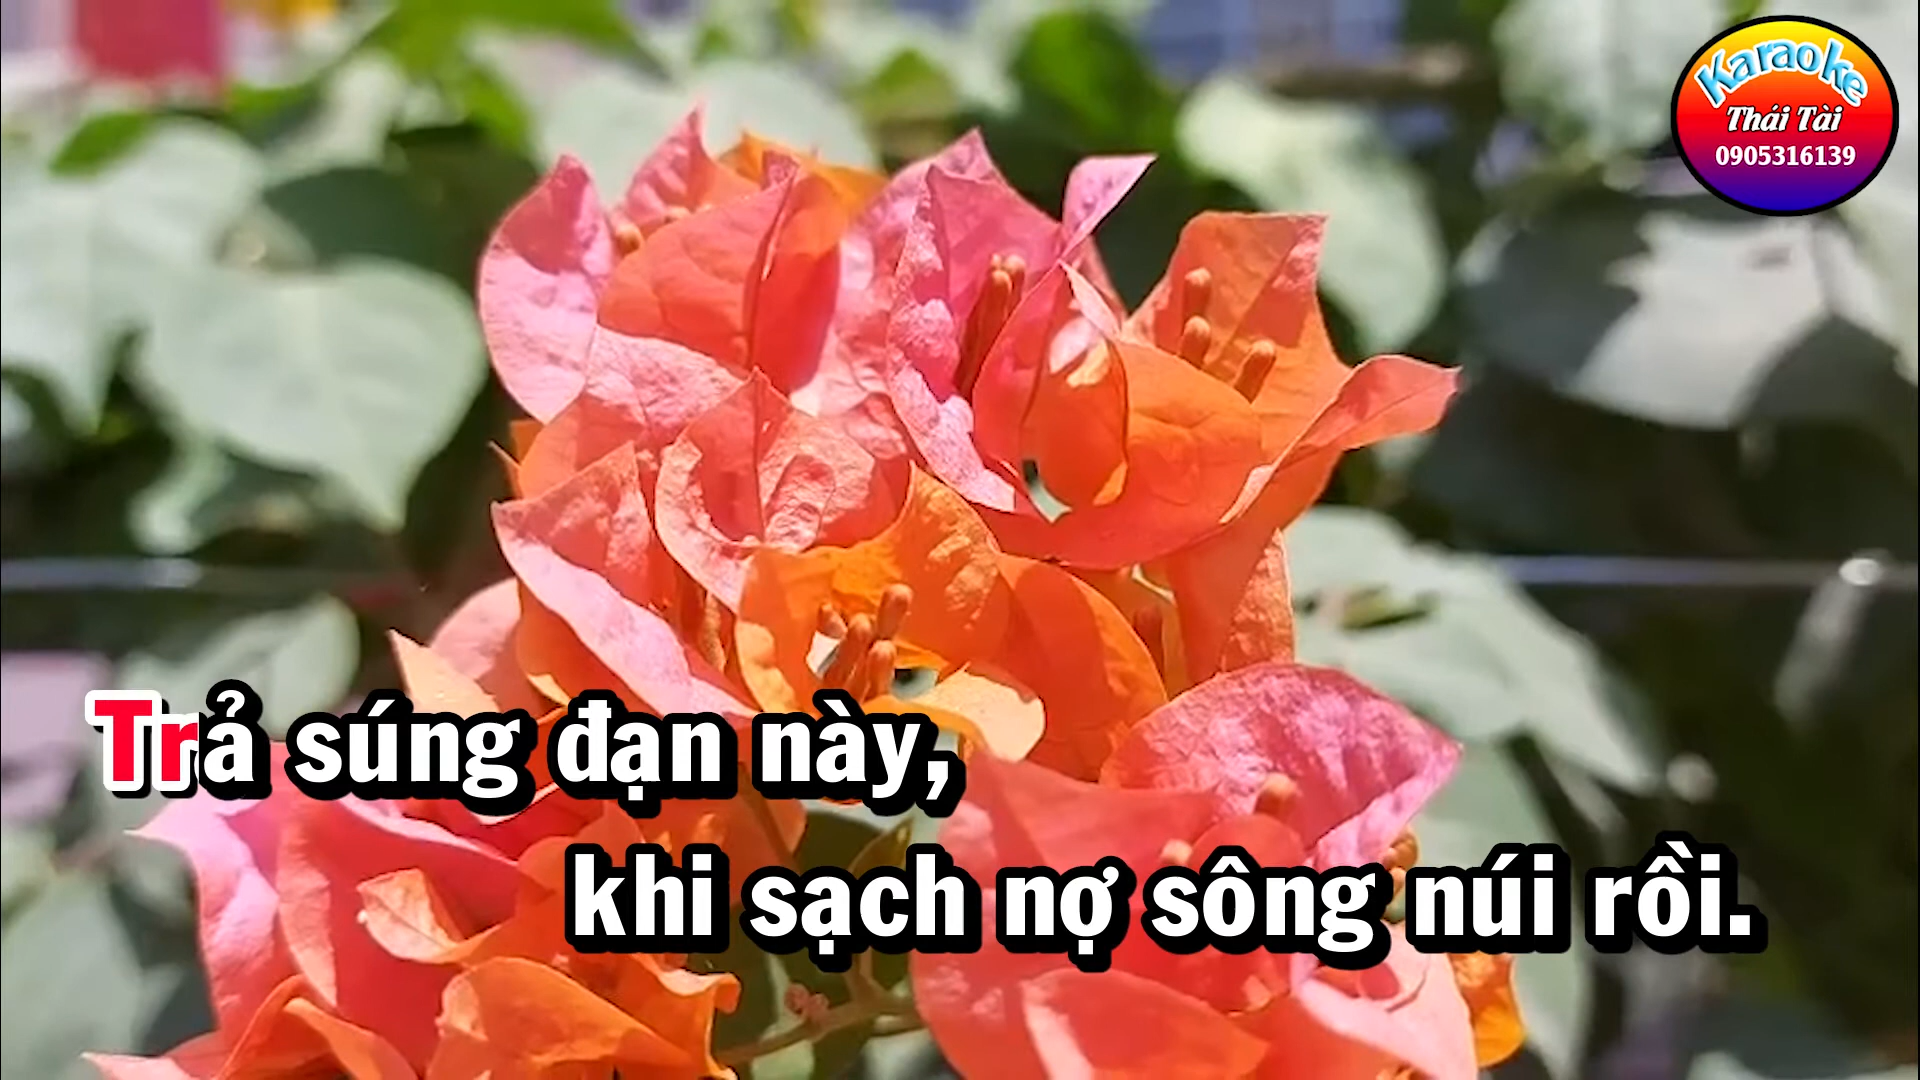 Karaoke
Thái Tài
0905316139
Trả súng đạn này,
khi sạch nợ sông núi rồi.